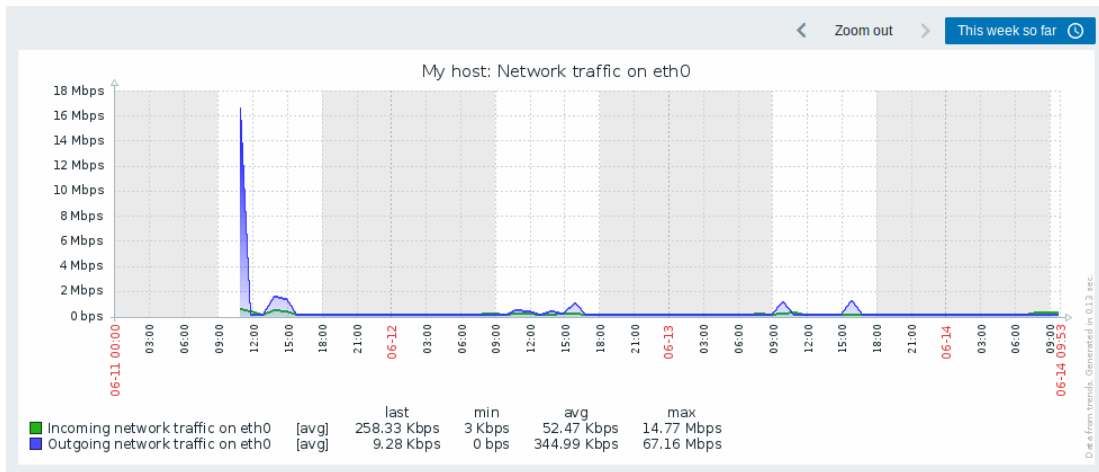 Zoom out
This week so far
My host: Network traffic on eth0
18 Mbps
16 Mbps
14 Mbps
12 Mbps
10 Mbps
8 Mbps
6 Mbps
4 Mbps
2 Mbps
0 bps
06-11 00:00
03:00
06:00
09:00
12:00
15:00
18:00
21:00
06-12
03:00
06:00
09:00
12:00
15:00
18:00
21:00
06-13
03:00
06:00
09:00
12:00
15:00
18:00
21:00
06-14
03:00
06:00
09:00
06-14 09:53
last min avg max
Incoming network traffic on eth0 [avg] 258.33 Kbps 3 Kbps 52.47 Kbps 14.77 Mbps
Outgoing network traffic on eth0 [avg] 9.28 Kbps 0 bps 344.99 Kbps 67.16 Mbps
Data from trends. Generated in 0.13 sec.